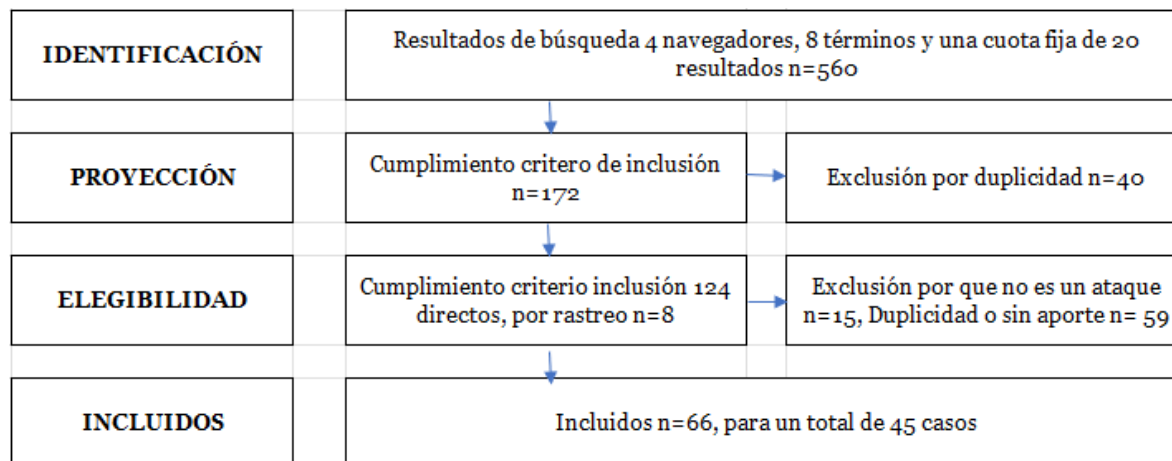 IDENTIFICACIÓN
Resultados de búsqueda 4 navegadores, 8 términos y una cuota fija de 20
resultados n=560
PROYECCIÓN
Cumplimiento critero de inclusión
n=172
Exclusión por duplicidad n=40
ELEGIBILIDAD
Cumplimiento criterio inclusión 124
directos, por rastreo n=8
Exclusión por que no es un ataque
n=15, Duplicidad o sin aporte n= 59
INCLUIDOS
Incluidos n=66, para un total de 45 casos